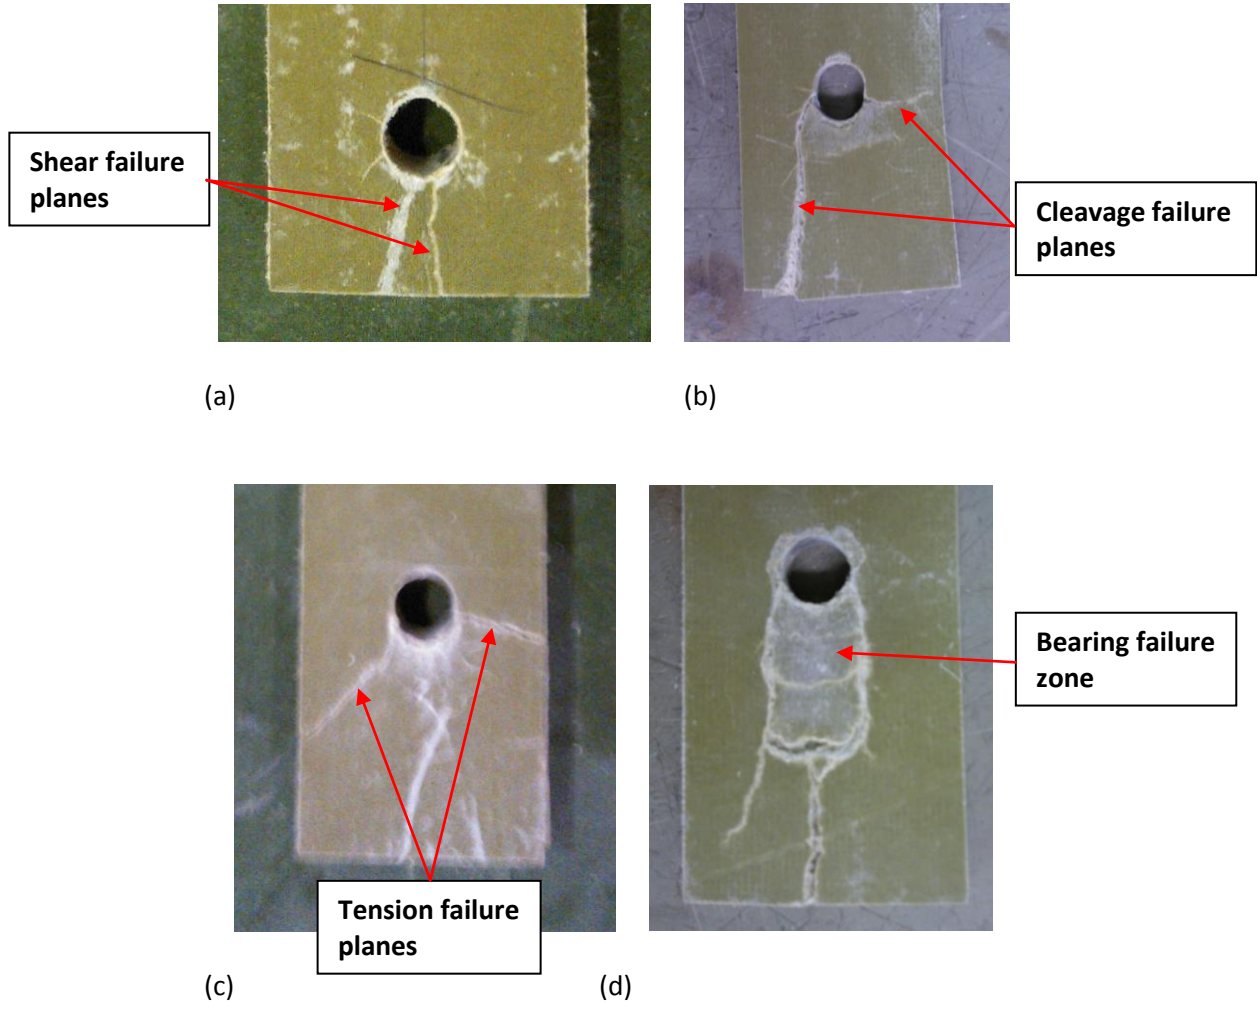 Shear failure
planes
Cleavage failure
planes
(a)
(b)
Bearing failure
zone
Tension failure
planes
(c)
(d)